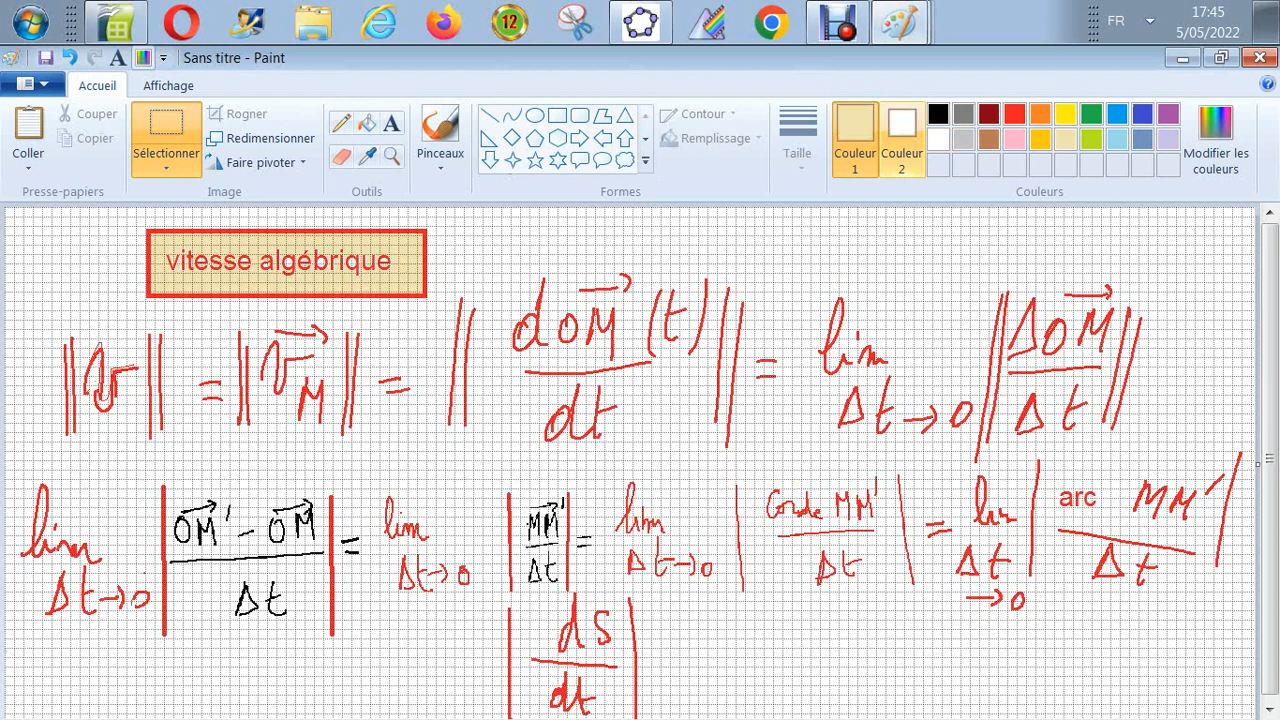 12
FR
17:45
5/05/2022
Sans titre - Paint
Accueil
Affichage
Coller
Couper
Copier
Presse-papiers
Sélectionner
Rogner
Redimensionner
Faire pivoter
Image
A
Outils
Pinceaux
Contour
Remplissage
Formes
Taille
Couleur 1
Couleur 2
Modifier les couleurs
Couleurs
vitesse algébrique
||v|| = ||v⃗_M|| = ||dOM⃗(t)/dt|| = lim Δt→0 ||ΔOM⃗/Δt||
lim Δt→0 |(OM⃗' - OM⃗)/Δt| = lim Δt→0 |MM⃗'/Δt| = lim Δt→0 |Corde MM'/Δt| = lim Δt→0 |arc MM'/Δt|
|dS/dt|